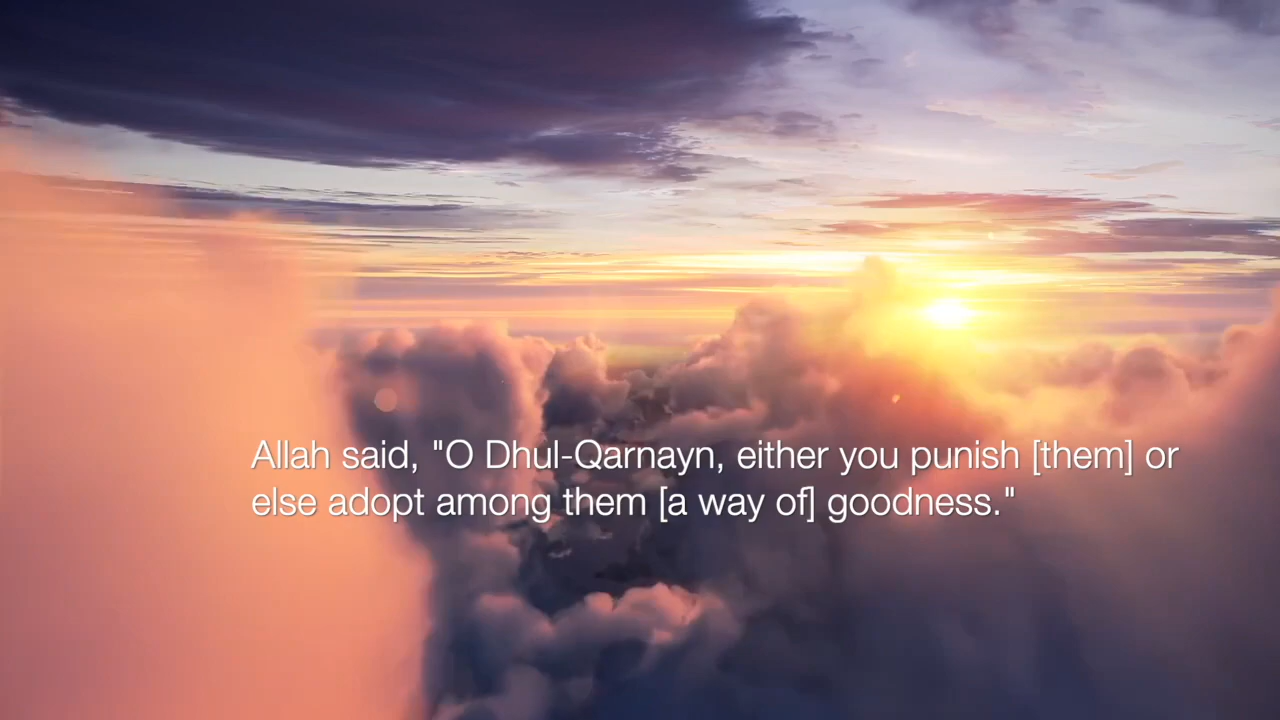 Allah said, "O Dhul-Qarnayn, either you punish [them] or
else adopt among them [a way of] goodness."